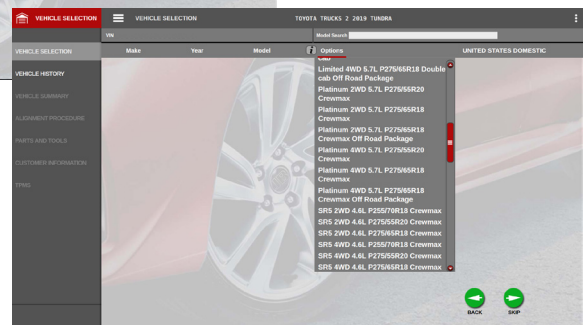 VEHICLE SELECTION
VEHICLE SELECTION
TOYOTA TRUCKS 2 2019 TUNDRA
VIN
Model Search
VEHICLE SELECTION
Make
Year
Model
Options
UNITED STATES DOMESTIC
VEHICLE HISTORY
VEHICLE SUMMARY
ALIGNMENT PROCEDURE
PARTS AND TOOLS
CUSTOMER INFORMATION
TPMS
Limited 4WD 5.7L P275/65R18 Double
cab Off Road Package
Platinum 2WD 5.7L P275/55R20
Crewmax
Platinum 2WD 5.7L P275/65R18
Crewmax
Platinum 2WD 5.7L P275/65R18
Crewmax Off Road Package
Platinum 4WD 5.7L P275/55R20
Crewmax
Platinum 4WD 5.7L P275/65R18
Crewmax
Platinum 4WD 5.7L P275/65R18
Crewmax Off Road Package
SR5 2WD 4.6L P255/70R18 Crewmax
SR5 2WD 4.6L P275/55R20 Crewmax
SR5 2WD 4.6L P275/65R18 Crewmax
SR5 4WD 4.6L P255/70R18 Crewmax
SR5 4WD 4.6L P275/55R20 Crewmax
SR5 4WD 4.6L P275/65R18 Crewmax
BACK
SKIP